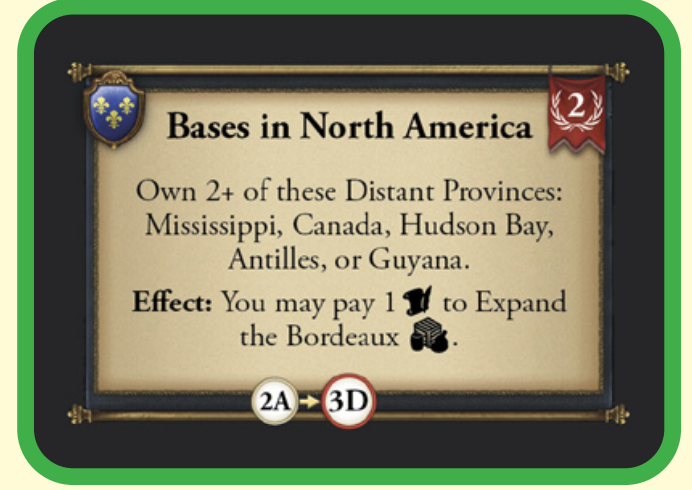 2
Bases in North America
Own 2+ of these Distant Provinces:
Mississippi, Canada, Hudson Bay,
Antilles, or Guyana.
Effect: You may pay 1 to Expand
the Bordeaux .
2A 3D